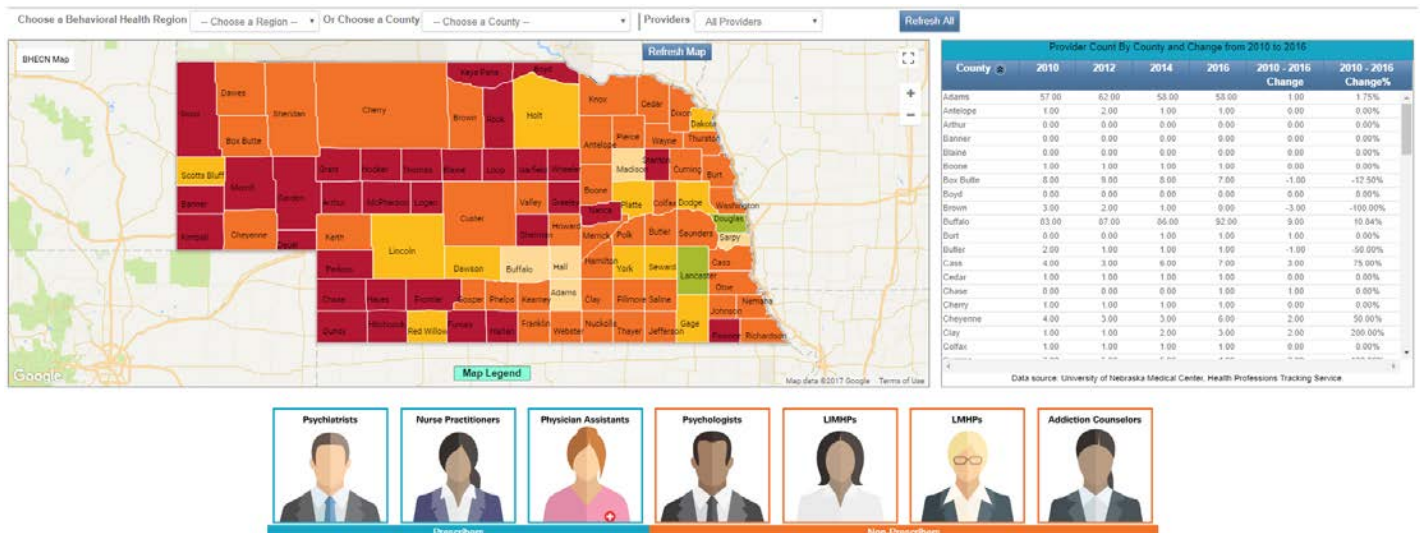 Choose a Behavioral Health Region -- Choose a Region -- Or Choose a County -- Choose a County -- Providers All Providers Refresh All
BHECN Map
Refresh Map
Keya Paha Boyd
Dawes Sheridan Cherry Brown Rock Holt Knox Cedar Dixon Dakota
Sioux Box Butte Antelope Pierce Wayne Thurston
Scotts Bluff Morrill Garden Grant Hooker Thomas Blaine Loup Garfield Wheeler Madison Stanton Cuming Burt
Banner Arthur McPherson Logan Valley Greeley Boone Nance Platte Colfax Dodge Washington
Kimball Cheyenne Deuel Keith Lincoln Custer Sherman Howard Merrick Polk Butler Saunders Douglas Sarpy
Perkins Dawson Buffalo Hall Hamilton York Seward Lancaster Cass Otoe
Chase Hayes Frontier Gosper Phelps Kearney Adams Clay Fillmore Saline Johnson Nemaha
Dundy Hitchcock Red Willow Furnas Harlan Franklin Webster Nuckolls Thayer Jefferson Gage Pawnee Richardson
Google
Map Legend
Map data ©2017 Google Terms of Use
Provider Count By County and Change from 2010 to 2016
County 2010 2012 2014 2016 2010 - 2016 Change 2010 - 2016 Change%
Adams 57.00 62.00 58.00 58.00 1.00 1.75%
Antelope 1.00 2.00 1.00 1.00 0.00 0.00%
Arthur 0.00 0.00 0.00 0.00 0.00 0.00%
Banner 0.00 0.00 0.00 0.00 0.00 0.00%
Blaine 0.00 0.00 0.00 0.00 0.00 0.00%
Boone 1.00 1.00 1.00 1.00 0.00 0.00%
Box Butte 8.00 9.00 8.00 7.00 -1.00 -12.50%
Boyd 0.00 0.00 0.00 0.00 0.00 0.00%
Brown 3.00 2.00 1.00 0.00 -3.00 -100.00%
Buffalo 83.00 87.00 86.00 92.00 9.00 10.84%
Burt 0.00 0.00 1.00 1.00 1.00 0.00%
Butler 2.00 1.00 1.00 1.00 -1.00 -50.00%
Cass 4.00 3.00 6.00 7.00 3.00 75.00%
Cedar 1.00 1.00 1.00 1.00 0.00 0.00%
Chase 0.00 0.00 0.00 1.00 1.00 0.00%
Cherry 1.00 1.00 1.00 1.00 0.00 0.00%
Cheyenne 4.00 3.00 3.00 6.00 2.00 50.00%
Clay 1.00 1.00 2.00 3.00 2.00 200.00%
Colfax 1.00 1.00 1.00 1.00 0.00 0.00%
Data source: University of Nebraska Medical Center, Health Professions Tracking Service
Psychiatrists Nurse Practitioners Physician Assistants Psychologists LIMHPs LMHPs Addiction Counselors
Prescribers Non Prescribers